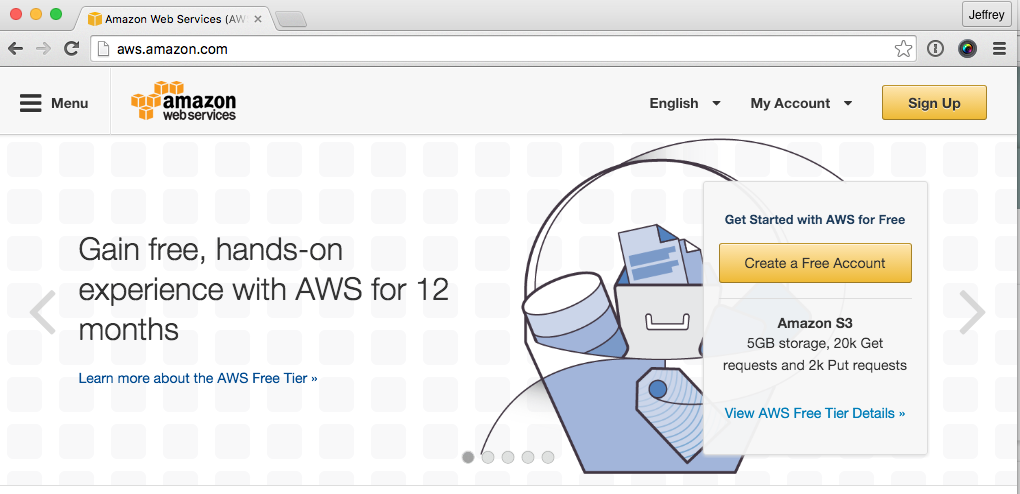 Amazon Web Services (AW
Jeffrey
aws.amazon.com
Menu
amazon
webservices
English
My Account
Sign Up
Gain free, hands-on
experience with AWS for 12
months
Learn more about the AWS Free Tier »
Get Started with AWS for Free
Create a Free Account
Amazon S3
5GB storage, 20k Get
requests and 2k Put requests
View AWS Free Tier Details »